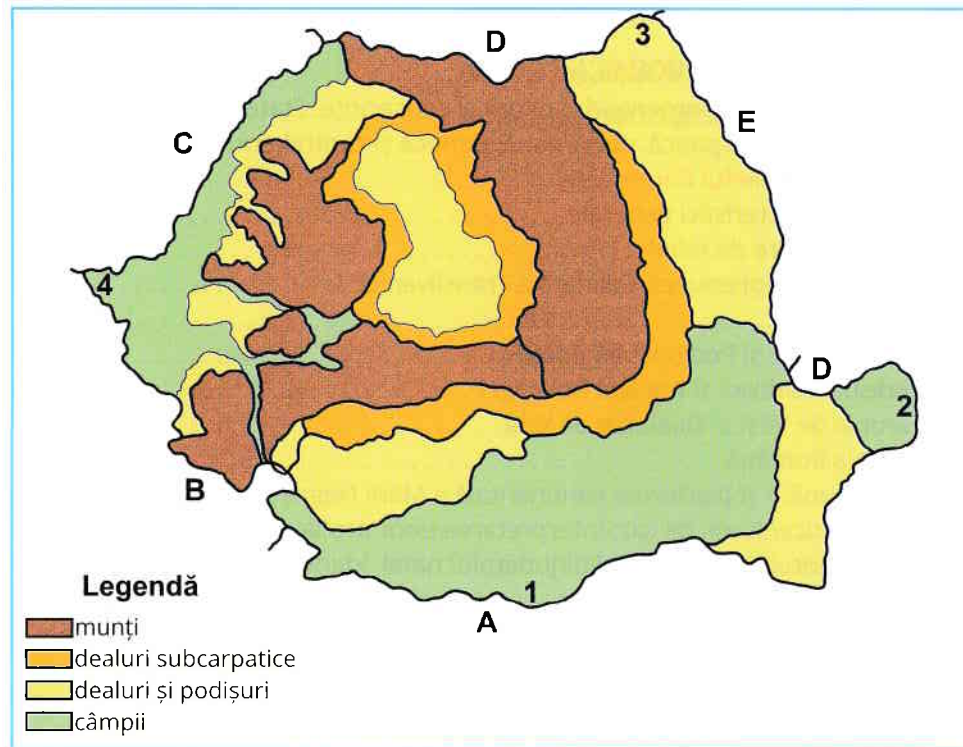 D
3
C
E
4
D
2
B
1
A
Legendă
munți
dealuri subcarpatice
dealuri și podișuri
câmpii